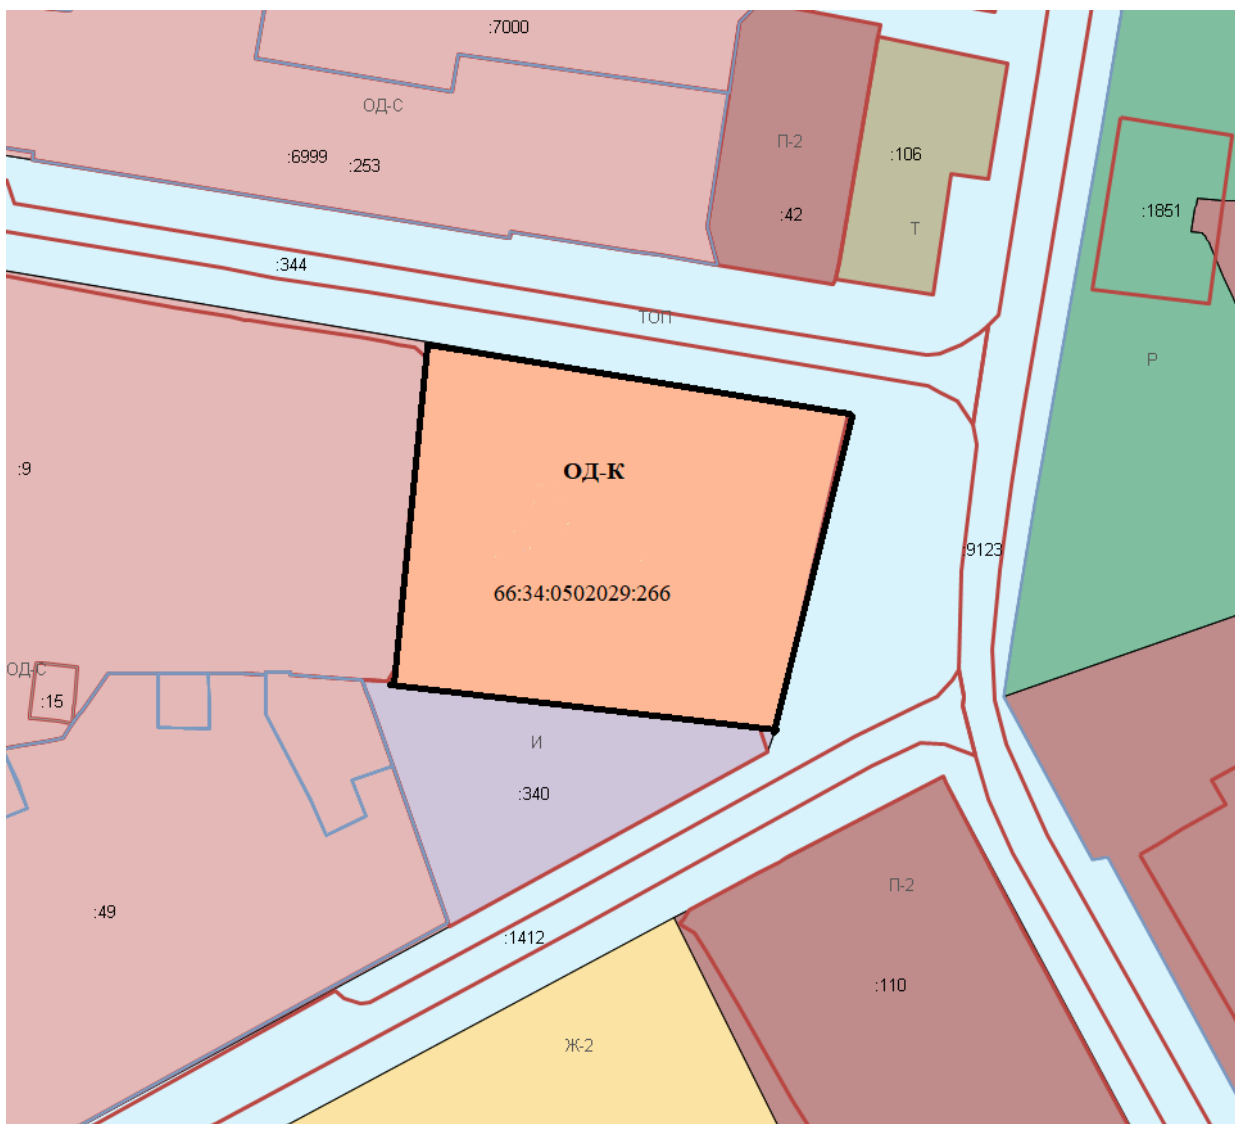 :7000
ОД-С
:6999 :253
П-2
:42
:106
Т
:1851
:344
ТОП
Р
:9
ОД-К
:9123
66:34:0502029:266
ОД-С
:15
И
:340
П-2
:49
:1412
:110
Ж-2